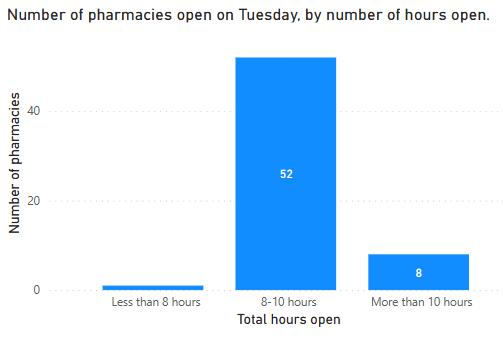 Number of pharmacies open on Tuesday, by number of hours open.
Number of pharmacies
40
20
0
52
8
Less than 8 hours
8-10 hours
More than 10 hours
Total hours open